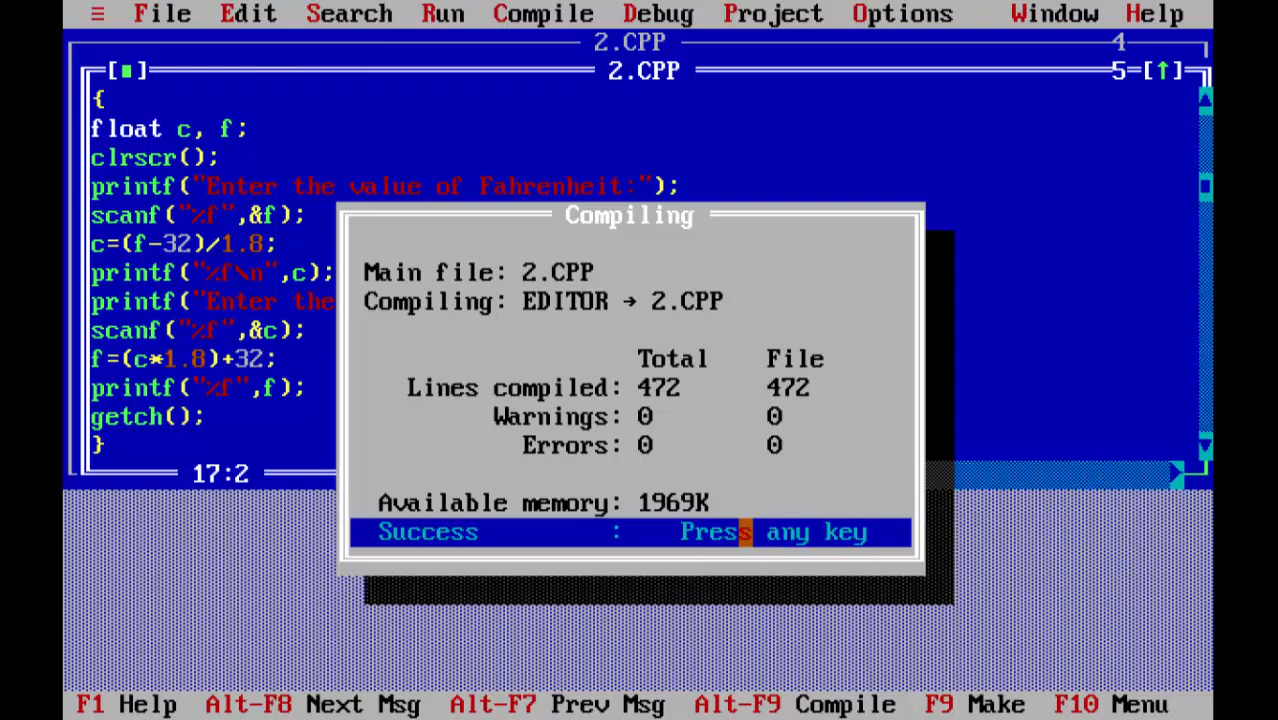 ≡ File Edit Search Run Compile Debug Project Options Window Help
2.CPP 4
[■] 2.CPP 5=[↑]
{
float c, f;
clrscr();
printf("Enter the value of Fahrenheit:");
scanf("%f",&f);
c=(f-32)/1.8;
printf("%f\n",c);
printf("Enter the
scanf("%f",&c);
f=(c*1.8)+32;
printf("%f",f);
getch();
}
17:2
Compiling
Main file: 2.CPP
Compiling: EDITOR → 2.CPP
Total File
Lines compiled: 472 472
Warnings: 0 0
Errors: 0 0
Available memory: 1969K
Success : Press any key
F1 Help Alt-F8 Next Msg Alt-F7 Prev Msg Alt-F9 Compile F9 Make F10 Menu